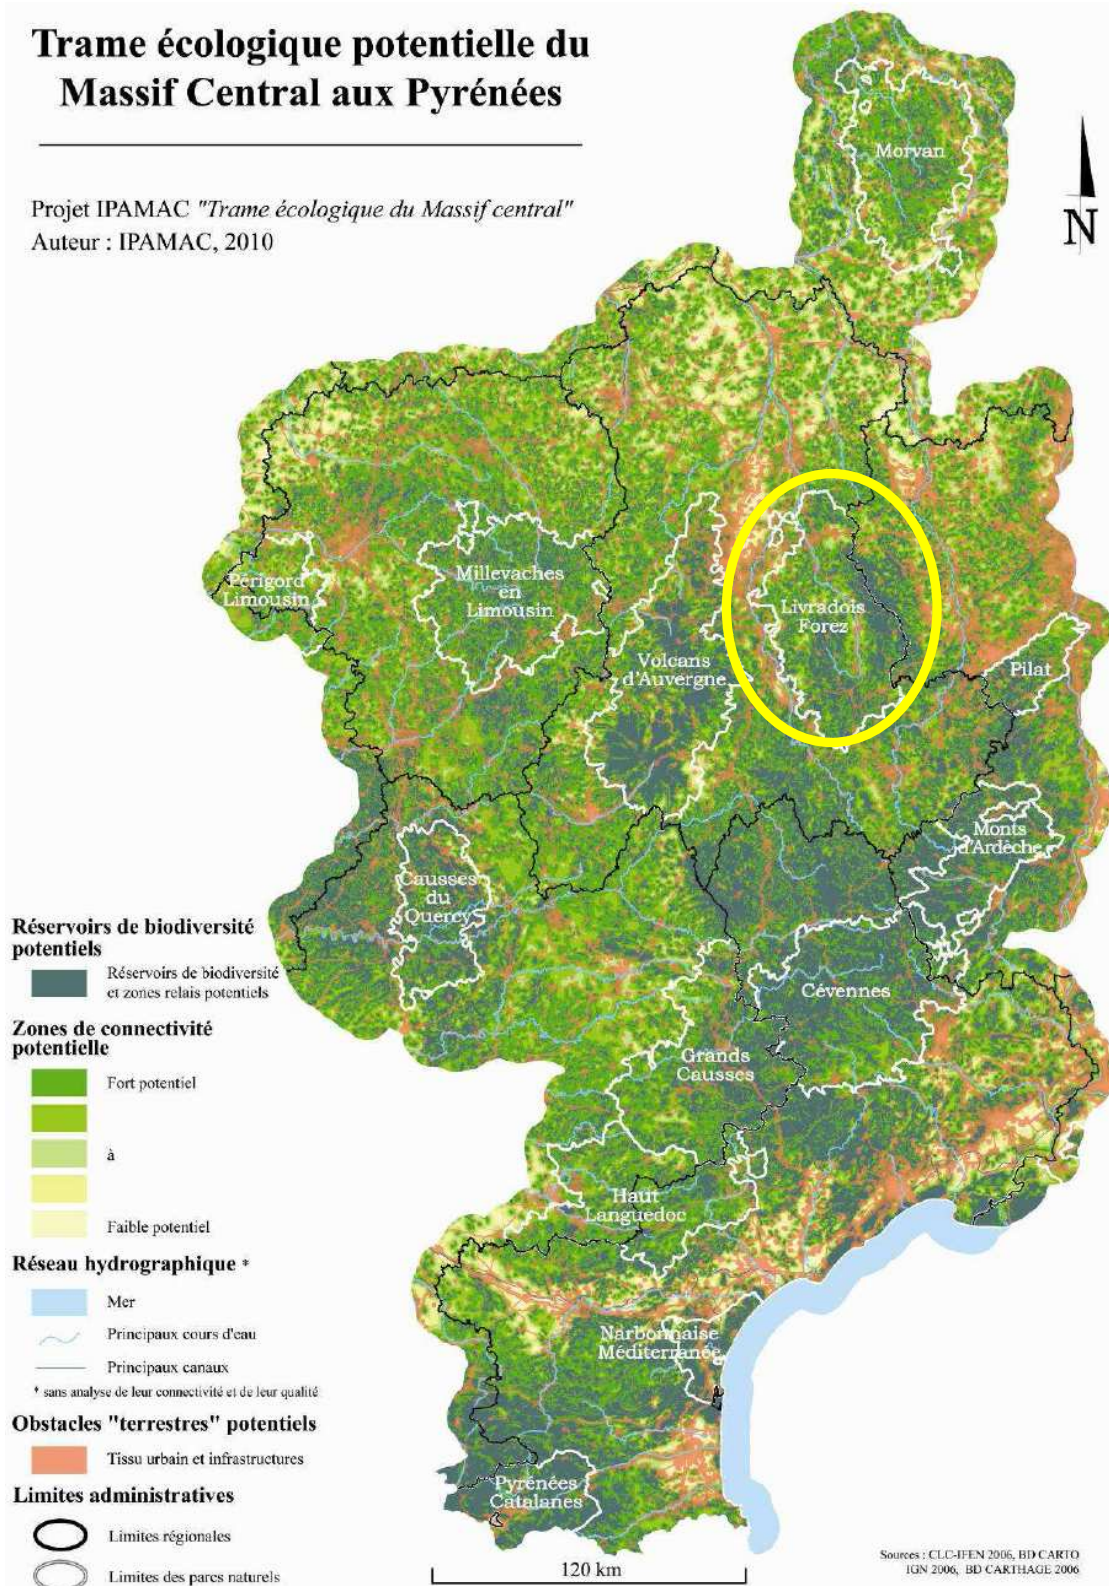 Trame écologique potentielle du
Massif Central aux Pyrénées
Projet IPAMAC "Trame écologique du Massif central"
Auteur : IPAMAC, 2010
N
Morvan
Périgord
Limousin
Millevaches
en
Limousin
Volcans
d'Auvergne
Livradois
Forez
Pilat
Monts
d'Ardèche
Causses
du
Quercy
Cévennes
Grands
Causses
Haut
Languedoc
Narbonnaise
Méditerranée
Pyrénées
Catalanes
Réservoirs de biodiversité
potentiels
Réservoirs de biodiversité
et zones relais potentiels
Zones de connectivité
potentielle
Fort potentiel
à
Faible potentiel
Réseau hydrographique *
Mer
Principaux cours d'eau
Principaux canaux
* sans analyse de leur connectivité et de leur qualité
Obstacles "terrestres" potentiels
Tissu urbain et infrastructures
Limites administratives
Limites régionales
Limites des parcs naturels
120 km
Sources : CLC-IFEN 2006, BD CARTO
IGN 2006, BD CARTHAGE 2006